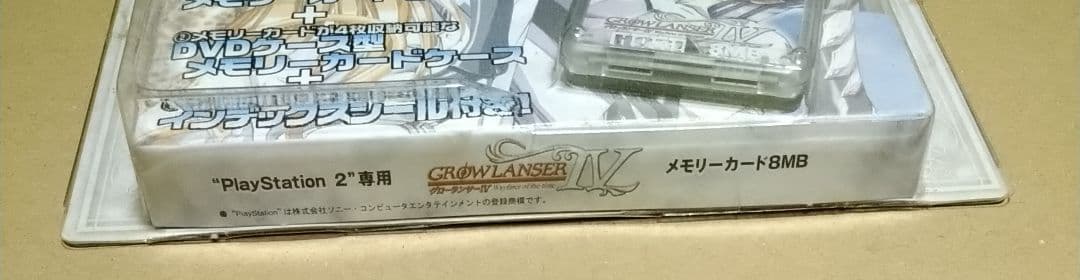 +
メモリーカードが4枚収納可能な
DVDケース型
メモリーカードケース
+
インデックスシール付き!
GROWLANSER IV
8MB
"PlayStation 2"専用
GROWLANSER IV
グローランサーIV Wayfarer of the time
メモリーカード8MB
"PlayStation"は株式会社ソニー・コンピュータエンタテインメントの登録商標です。